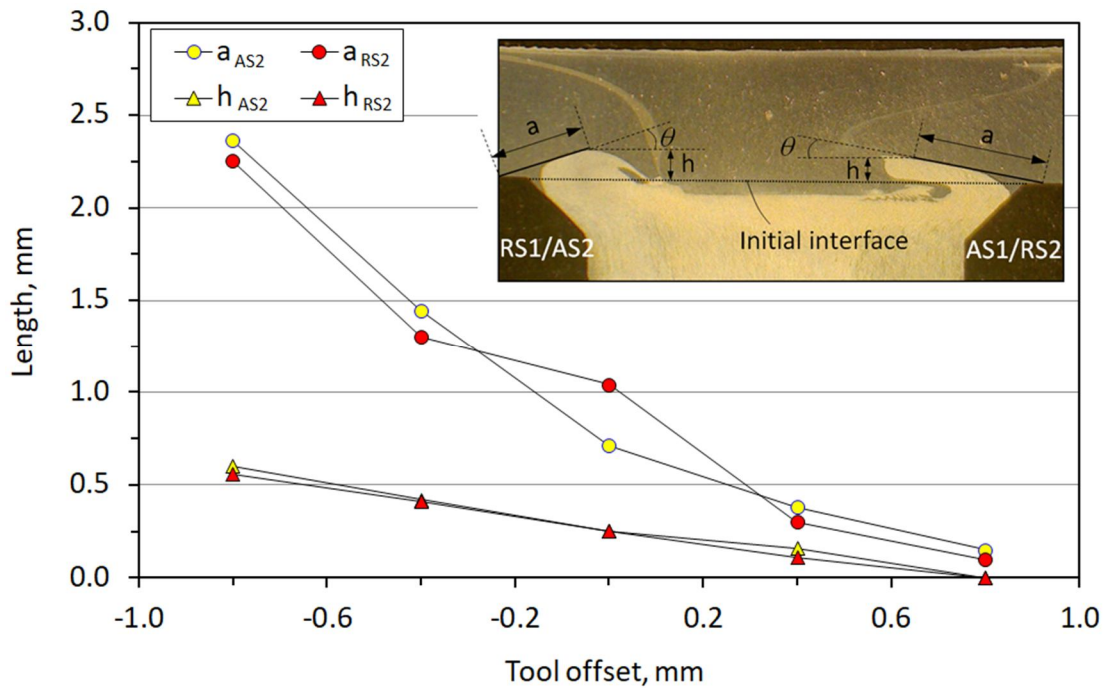 3.0
2.5
2.0
1.5
1.0
0.5
0.0
Length, mm
a AS2
a RS2
h AS2
h RS2
a
θ
h
θ
h
a
Initial interface
RS1/AS2
AS1/RS2
-1.0
-0.6
-0.2
0.2
0.6
1.0
Tool offset, mm